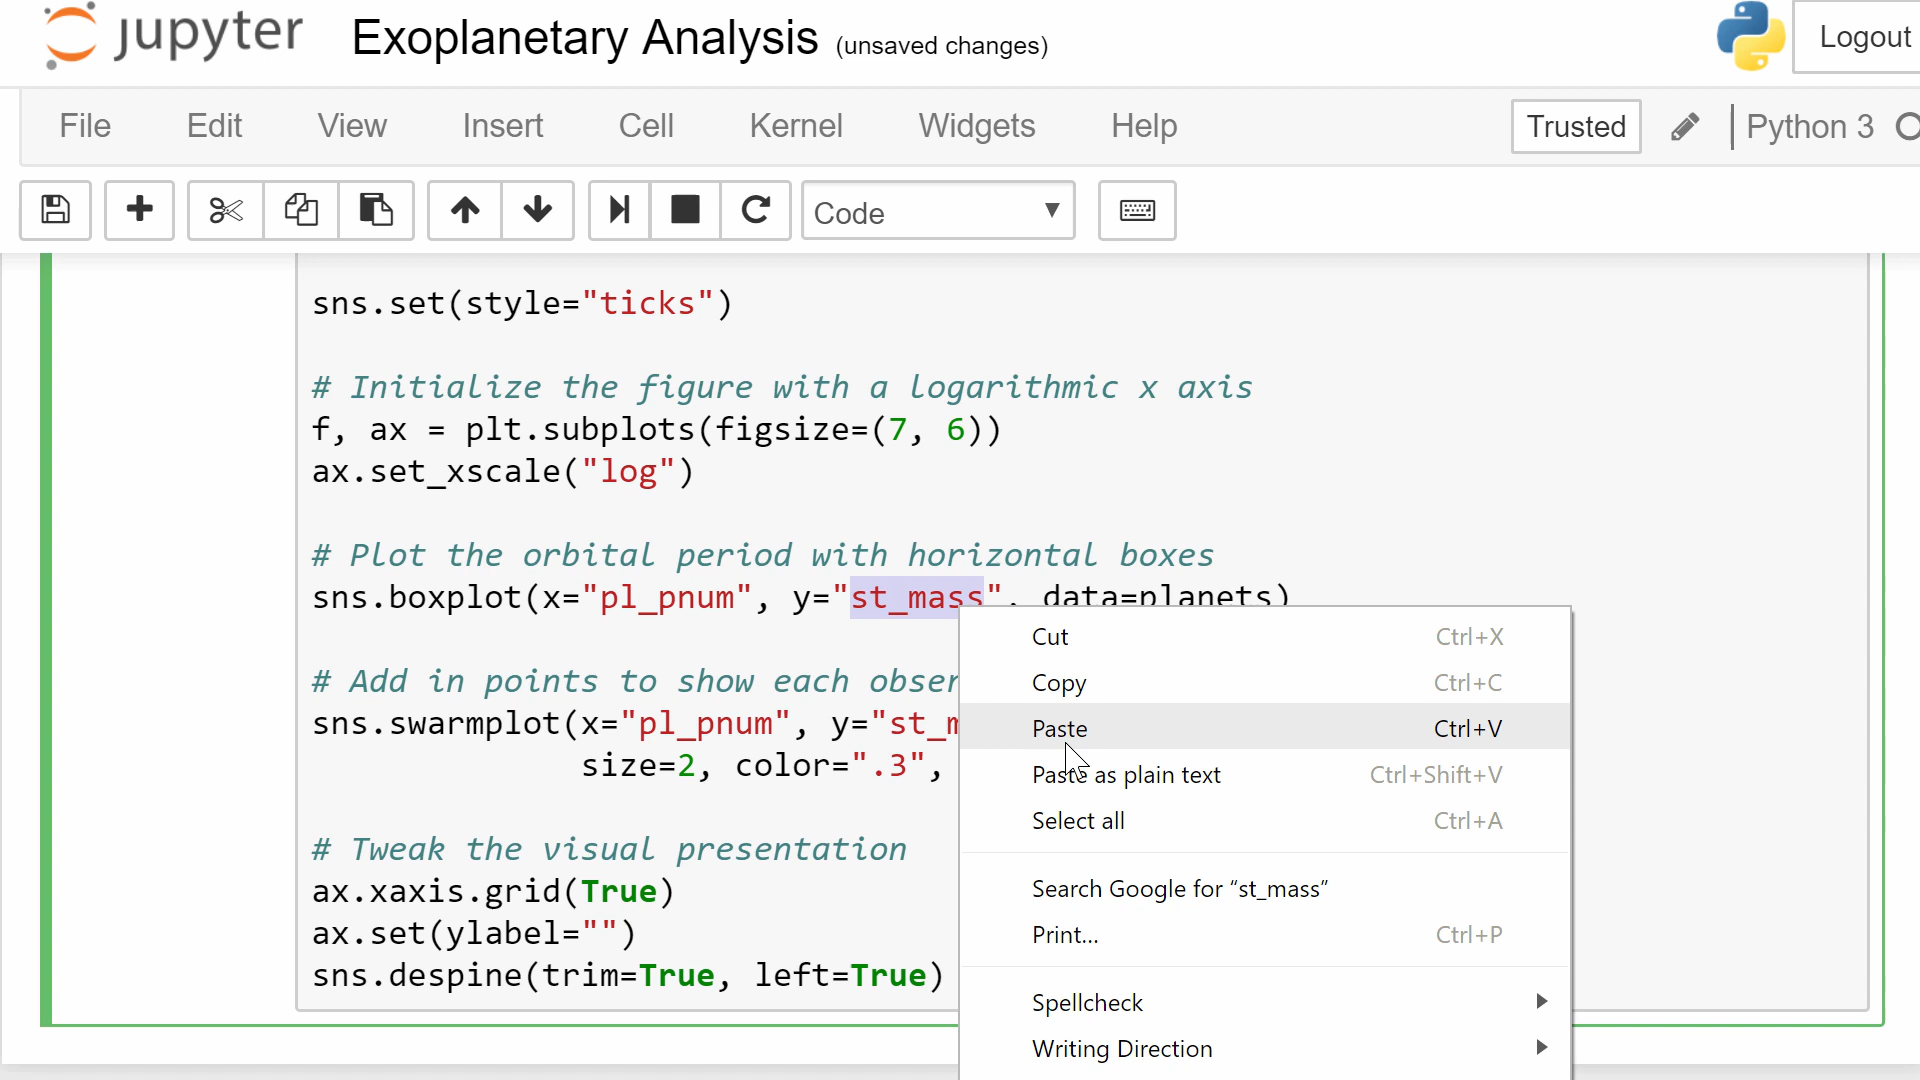 jupyter Exoplanetary Analysis (unsaved changes) Logout
File Edit View Insert Cell Kernel Widgets Help Trusted Python 3
Code
sns.set(style="ticks")
# Initialize the figure with a logarithmic x axis
f, ax = plt.subplots(figsize=(7, 6))
ax.set_xscale("log")
# Plot the orbital period with horizontal boxes
sns.boxplot(x="pl_pnum", y="st_mass", data=planets)
# Add in points to show each obser
sns.swarmplot(x="pl_pnum", y="st_m
size=2, color=".3",
# Tweak the visual presentation
ax.xaxis.grid(True)
ax.set(ylabel="")
sns.despine(trim=True, left=True)
Cut Ctrl+X
Copy Ctrl+C
Paste Ctrl+V
Paste as plain text Ctrl+Shift+V
Select all Ctrl+A
Search Google for “st_mass”
Print... Ctrl+P
Spellcheck
Writing Direction